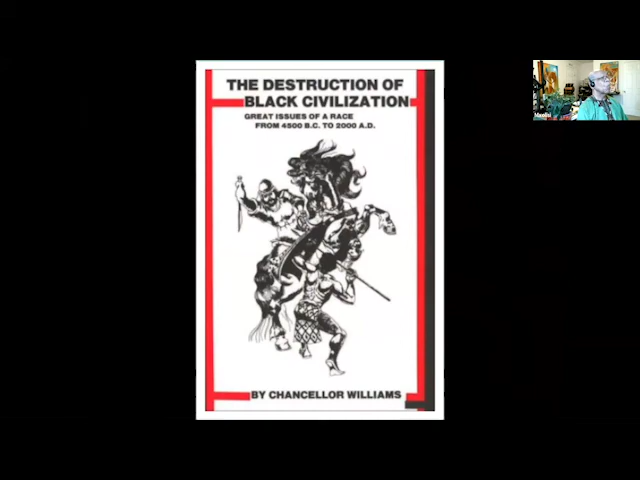 THE DESTRUCTION OF
BLACK CIVILIZATION
GREAT ISSUES OF A RACE
FROM 4500 B.C. TO 2000 A.D.
BY CHANCELLOR WILLIAMS